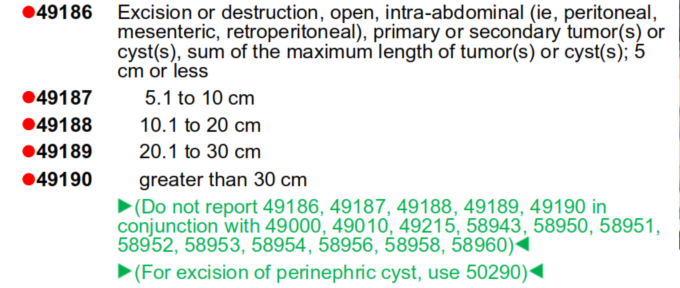 ●49186 Excision or destruction, open, intra-abdominal (ie, peritoneal,
mesenteric, retroperitoneal), primary or secondary tumor(s) or
cyst(s), sum of the maximum length of tumor(s) or cyst(s); 5
cm or less
●49187 5.1 to 10 cm
●49188 10.1 to 20 cm
●49189 20.1 to 30 cm
●49190 greater than 30 cm
▶(Do not report 49186, 49187, 49188, 49189, 49190 in
conjunction with 49000, 49010, 49215, 58943, 58950, 58951,
58952, 58953, 58954, 58956, 58958, 58960)◀
▶(For excision of perinephric cyst, use 50290)◀